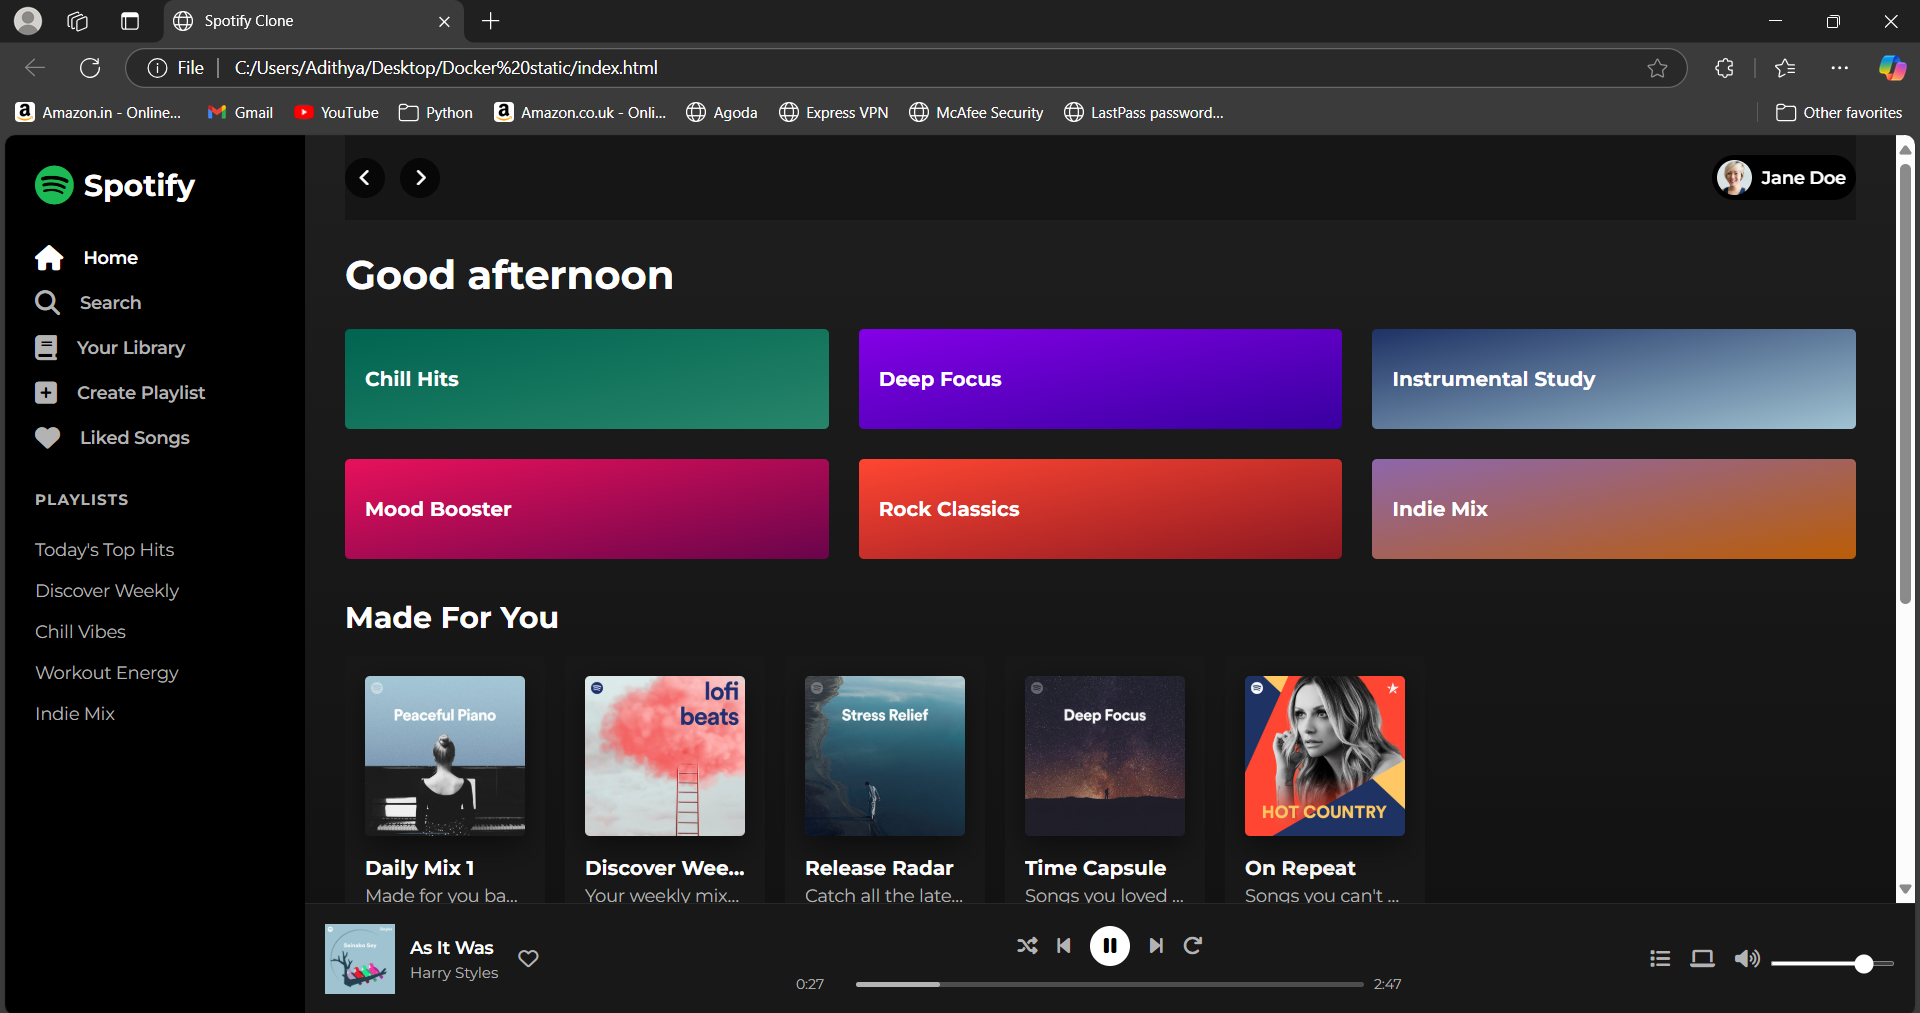 Spotify Clone
File
C:/Users/Adithya/Desktop/Docker%20static/index.html
Amazon.in - Online...
Gmail
YouTube
Python
Amazon.co.uk - Onli...
Agoda
Express VPN
McAfee Security
LastPass password...
Other favorites
Spotify
Home
Search
Your Library
Create Playlist
Liked Songs
PLAYLISTS
Today's Top Hits
Discover Weekly
Chill Vibes
Workout Energy
Indie Mix
Jane Doe
Good afternoon
Chill Hits
Deep Focus
Instrumental Study
Mood Booster
Rock Classics
Indie Mix
Made For You
Peaceful Piano
lofi
beats
Stress Relief
Deep Focus
HOT COUNTRY
Daily Mix 1
Made for you ba...
Discover Wee...
Your weekly mix...
Release Radar
Catch all the late...
Time Capsule
Songs you loved ...
On Repeat
Songs you can't ...
As It Was
Harry Styles
0:27
2:47